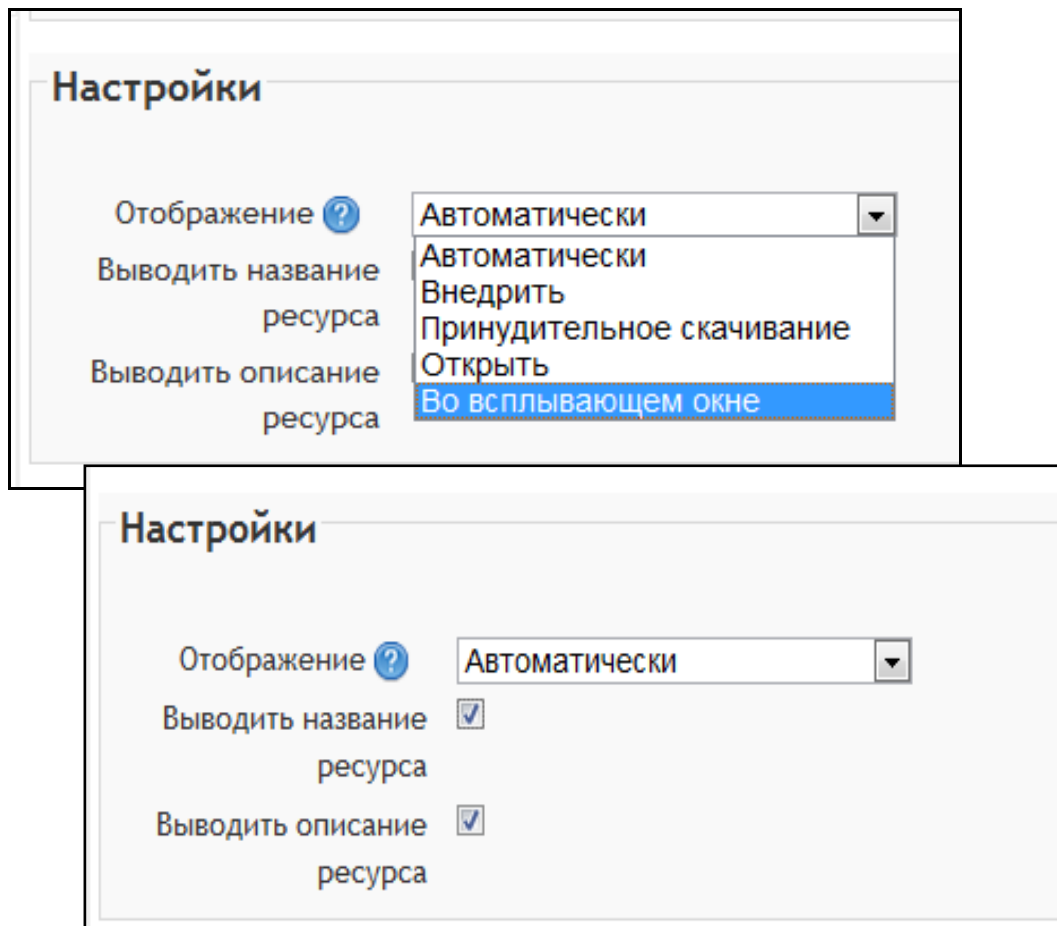 Настройки
Отображение ? Автоматически
Автоматически
Внедрить
Принудительное скачивание
Открыть
Во всплывающем окне
Выводить название
ресурса
Выводить описание
ресурса
Настройки
Отображение ? Автоматически
Выводить название
ресурса
Выводить описание
ресурса